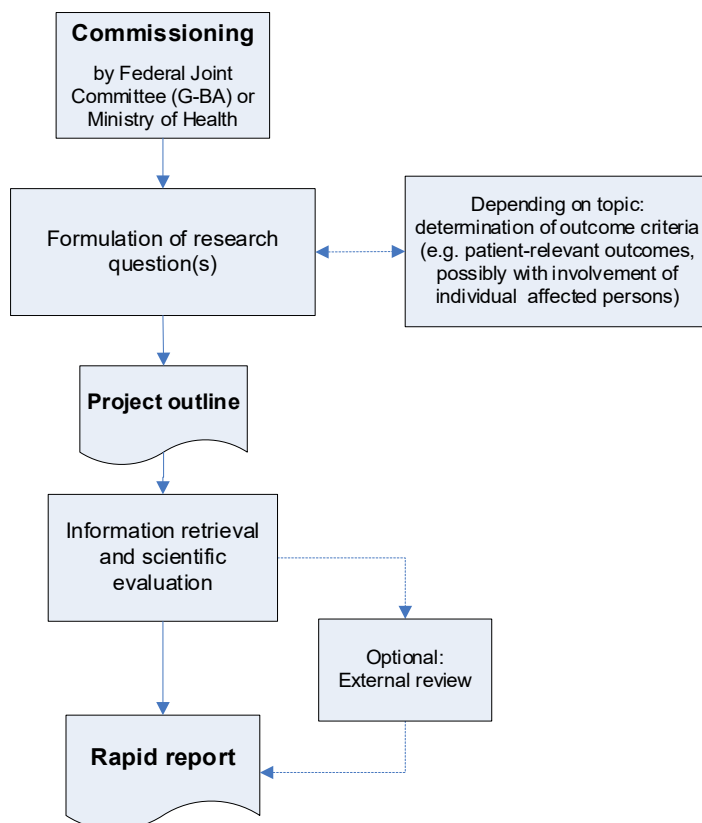 Commissioning
by Federal Joint
Committee (G-BA) or
Ministry of Health
Formulation of research
question(s)
Depending on topic:
determination of outcome criteria
(e.g. patient-relevant outcomes,
possibly with involvement of
individual affected persons)
Project outline
Information retrieval
and scientific
evaluation
Optional:
External review
Rapid report